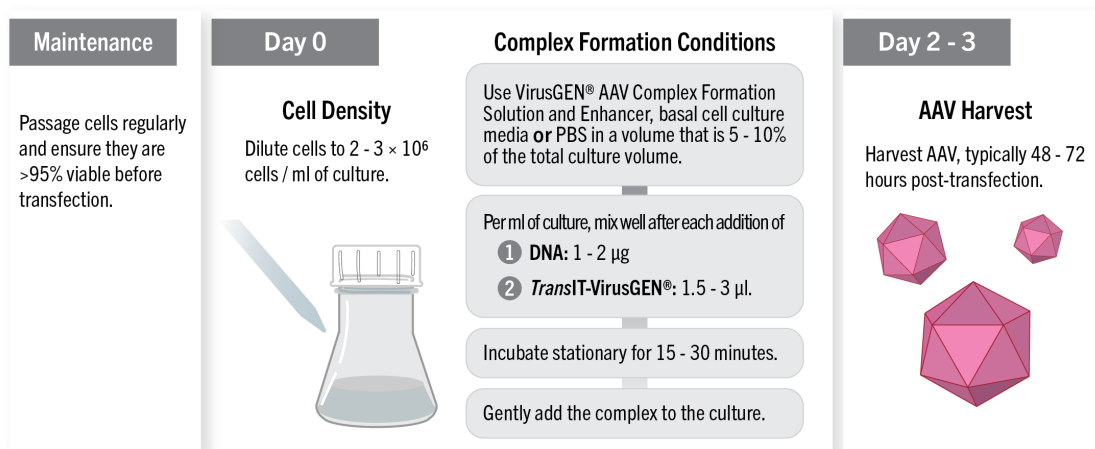 Maintenance
Passage cells regularly
and ensure they are
>95% viable before
transfection.
Day 0
Cell Density
Dilute cells to 2 - 3 × 10⁶
cells / ml of culture.
Complex Formation Conditions
Use VirusGEN® AAV Complex Formation
Solution and Enhancer, basal cell culture
media or PBS in a volume that is 5 - 10%
of the total culture volume.
Per ml of culture, mix well after each addition of
1 DNA: 1 - 2 µg
2 TransIT-VirusGEN®: 1.5 - 3 µl.
Incubate stationary for 15 - 30 minutes.
Gently add the complex to the culture.
Day 2 - 3
AAV Harvest
Harvest AAV, typically 48 - 72
hours post-transfection.